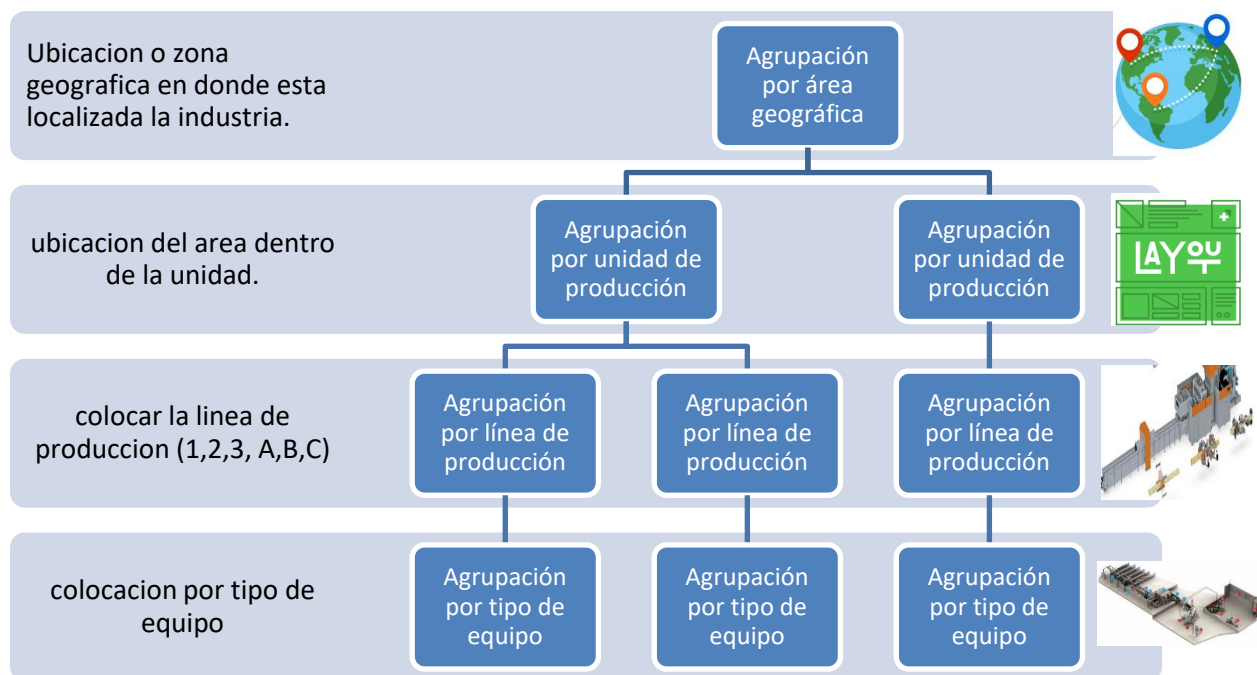 Ubicacion o zona
geografica en donde esta
localizada la industria.
Agrupación
por área
geográfica
ubicacion del area dentro
de la unidad.
Agrupación
por unidad de
producción
Agrupación
por unidad de
producción
LAYOUT
colocar la linea de
produccion (1,2,3, A,B,C)
Agrupación
por línea de
producción
Agrupación
por línea de
producción
Agrupación
por línea de
producción
colocacion por tipo de
equipo
Agrupación
por tipo de
equipo
Agrupación
por tipo de
equipo
Agrupación
por tipo de
equipo